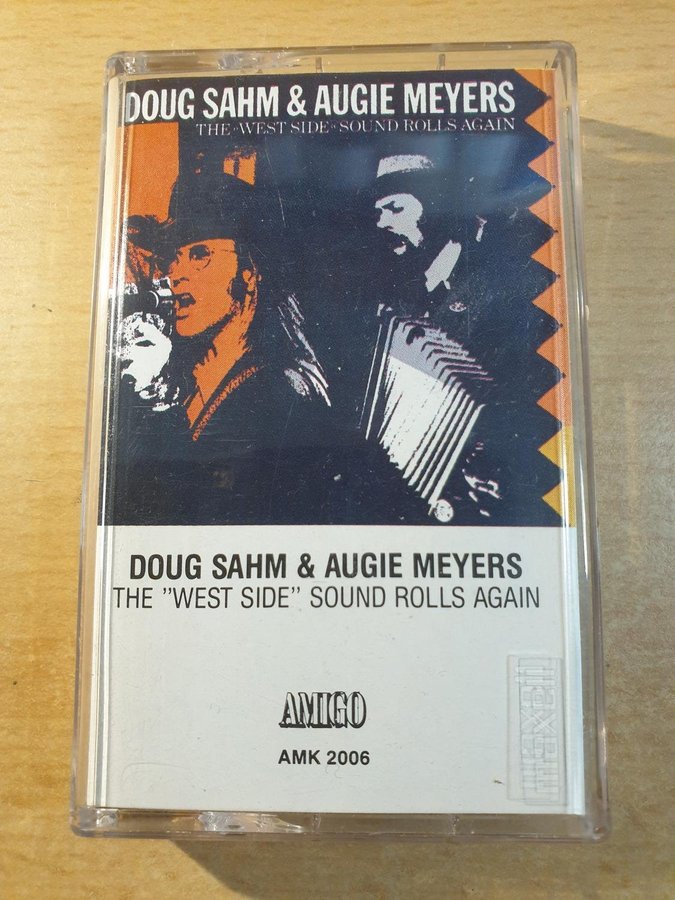 DOUG SAHM & AUGIE MEYERS
THE »WEST SIDE« SOUND ROLLS AGAIN
DOUG SAHM & AUGIE MEYERS
THE ”WEST SIDE” SOUND ROLLS AGAIN
AMIGO
AMK 2006
maxell